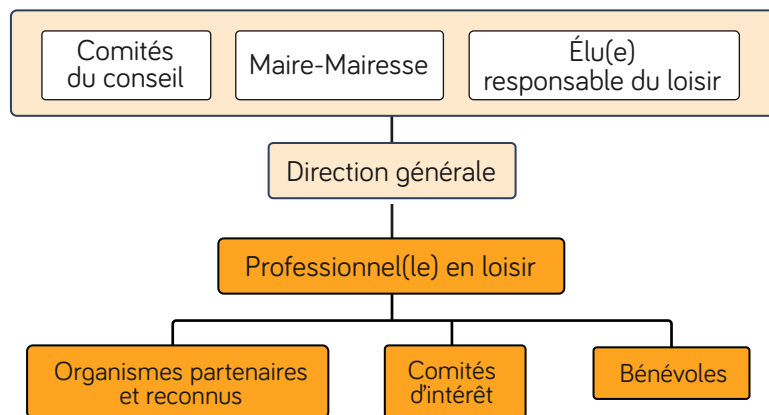 Comités
du conseil
Maire-Mairesse
Élu(e)
responsable du loisir
Direction générale
Professionnel(le) en loisir
Organismes partenaires
et reconnus
Comités
d'intérêt
Bénévoles